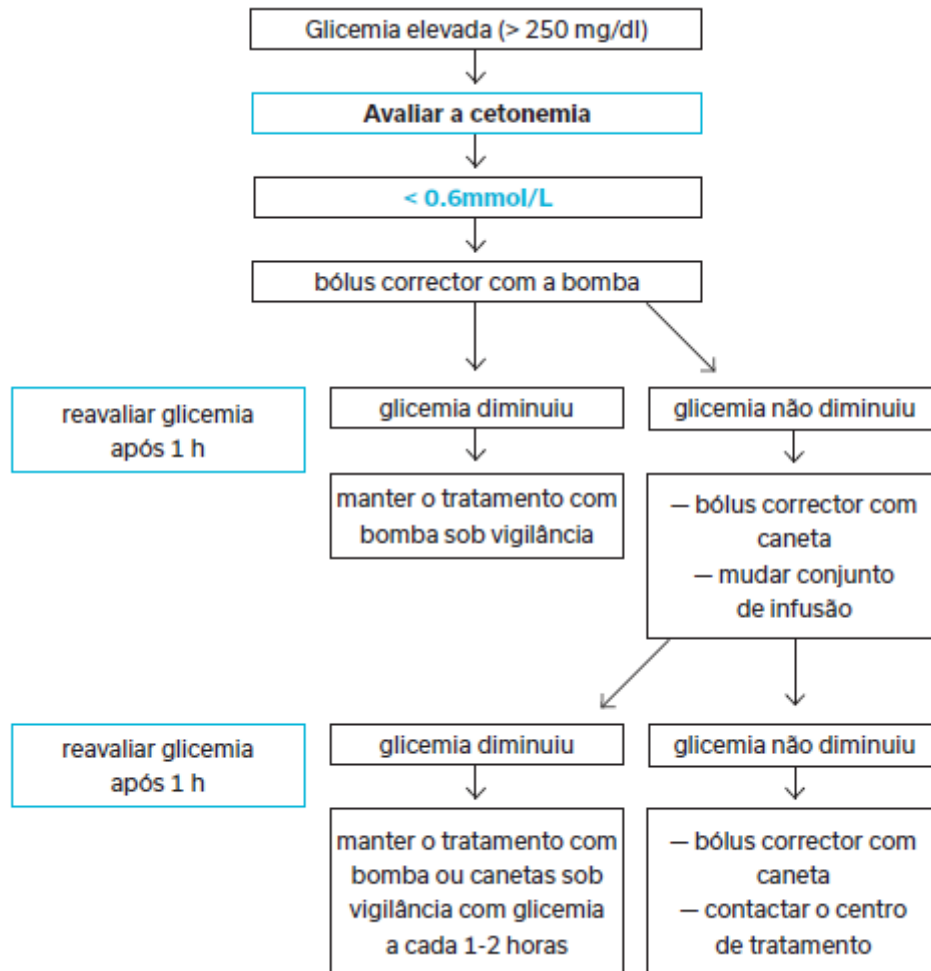 Glicemia elevada (> 250 mg/dl)
Avaliar a cetonemia
< 0.6mmol/L
bólus corrector com a bomba
reavaliar glicemia
após 1 h
glicemia diminuiu
glicemia não diminuiu
manter o tratamento com
bomba sob vigilância
— bólus corrector com
caneta
— mudar conjunto
de infusão
reavaliar glicemia
após 1 h
glicemia diminuiu
glicemia não diminuiu
manter o tratamento com
bomba ou canetas sob
vigilância com glicemia
a cada 1-2 horas
— bólus corrector com
caneta
— contactar o centro
de tratamento